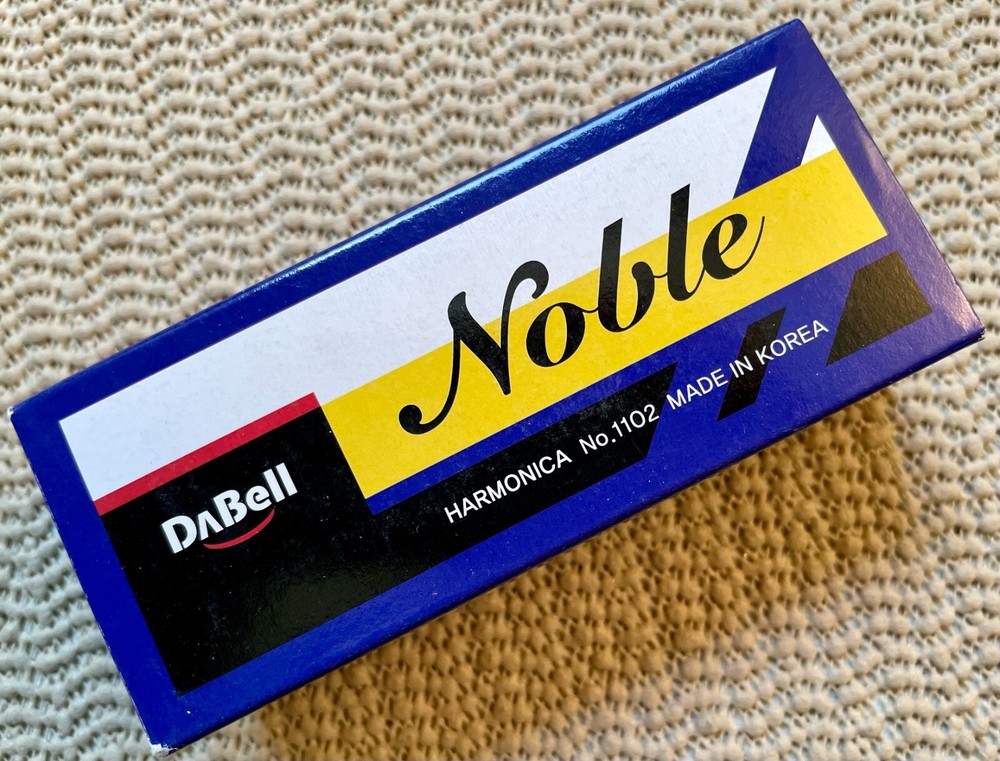 Noble
DaBell
HARMONICA No.1102 MADE IN KOREA